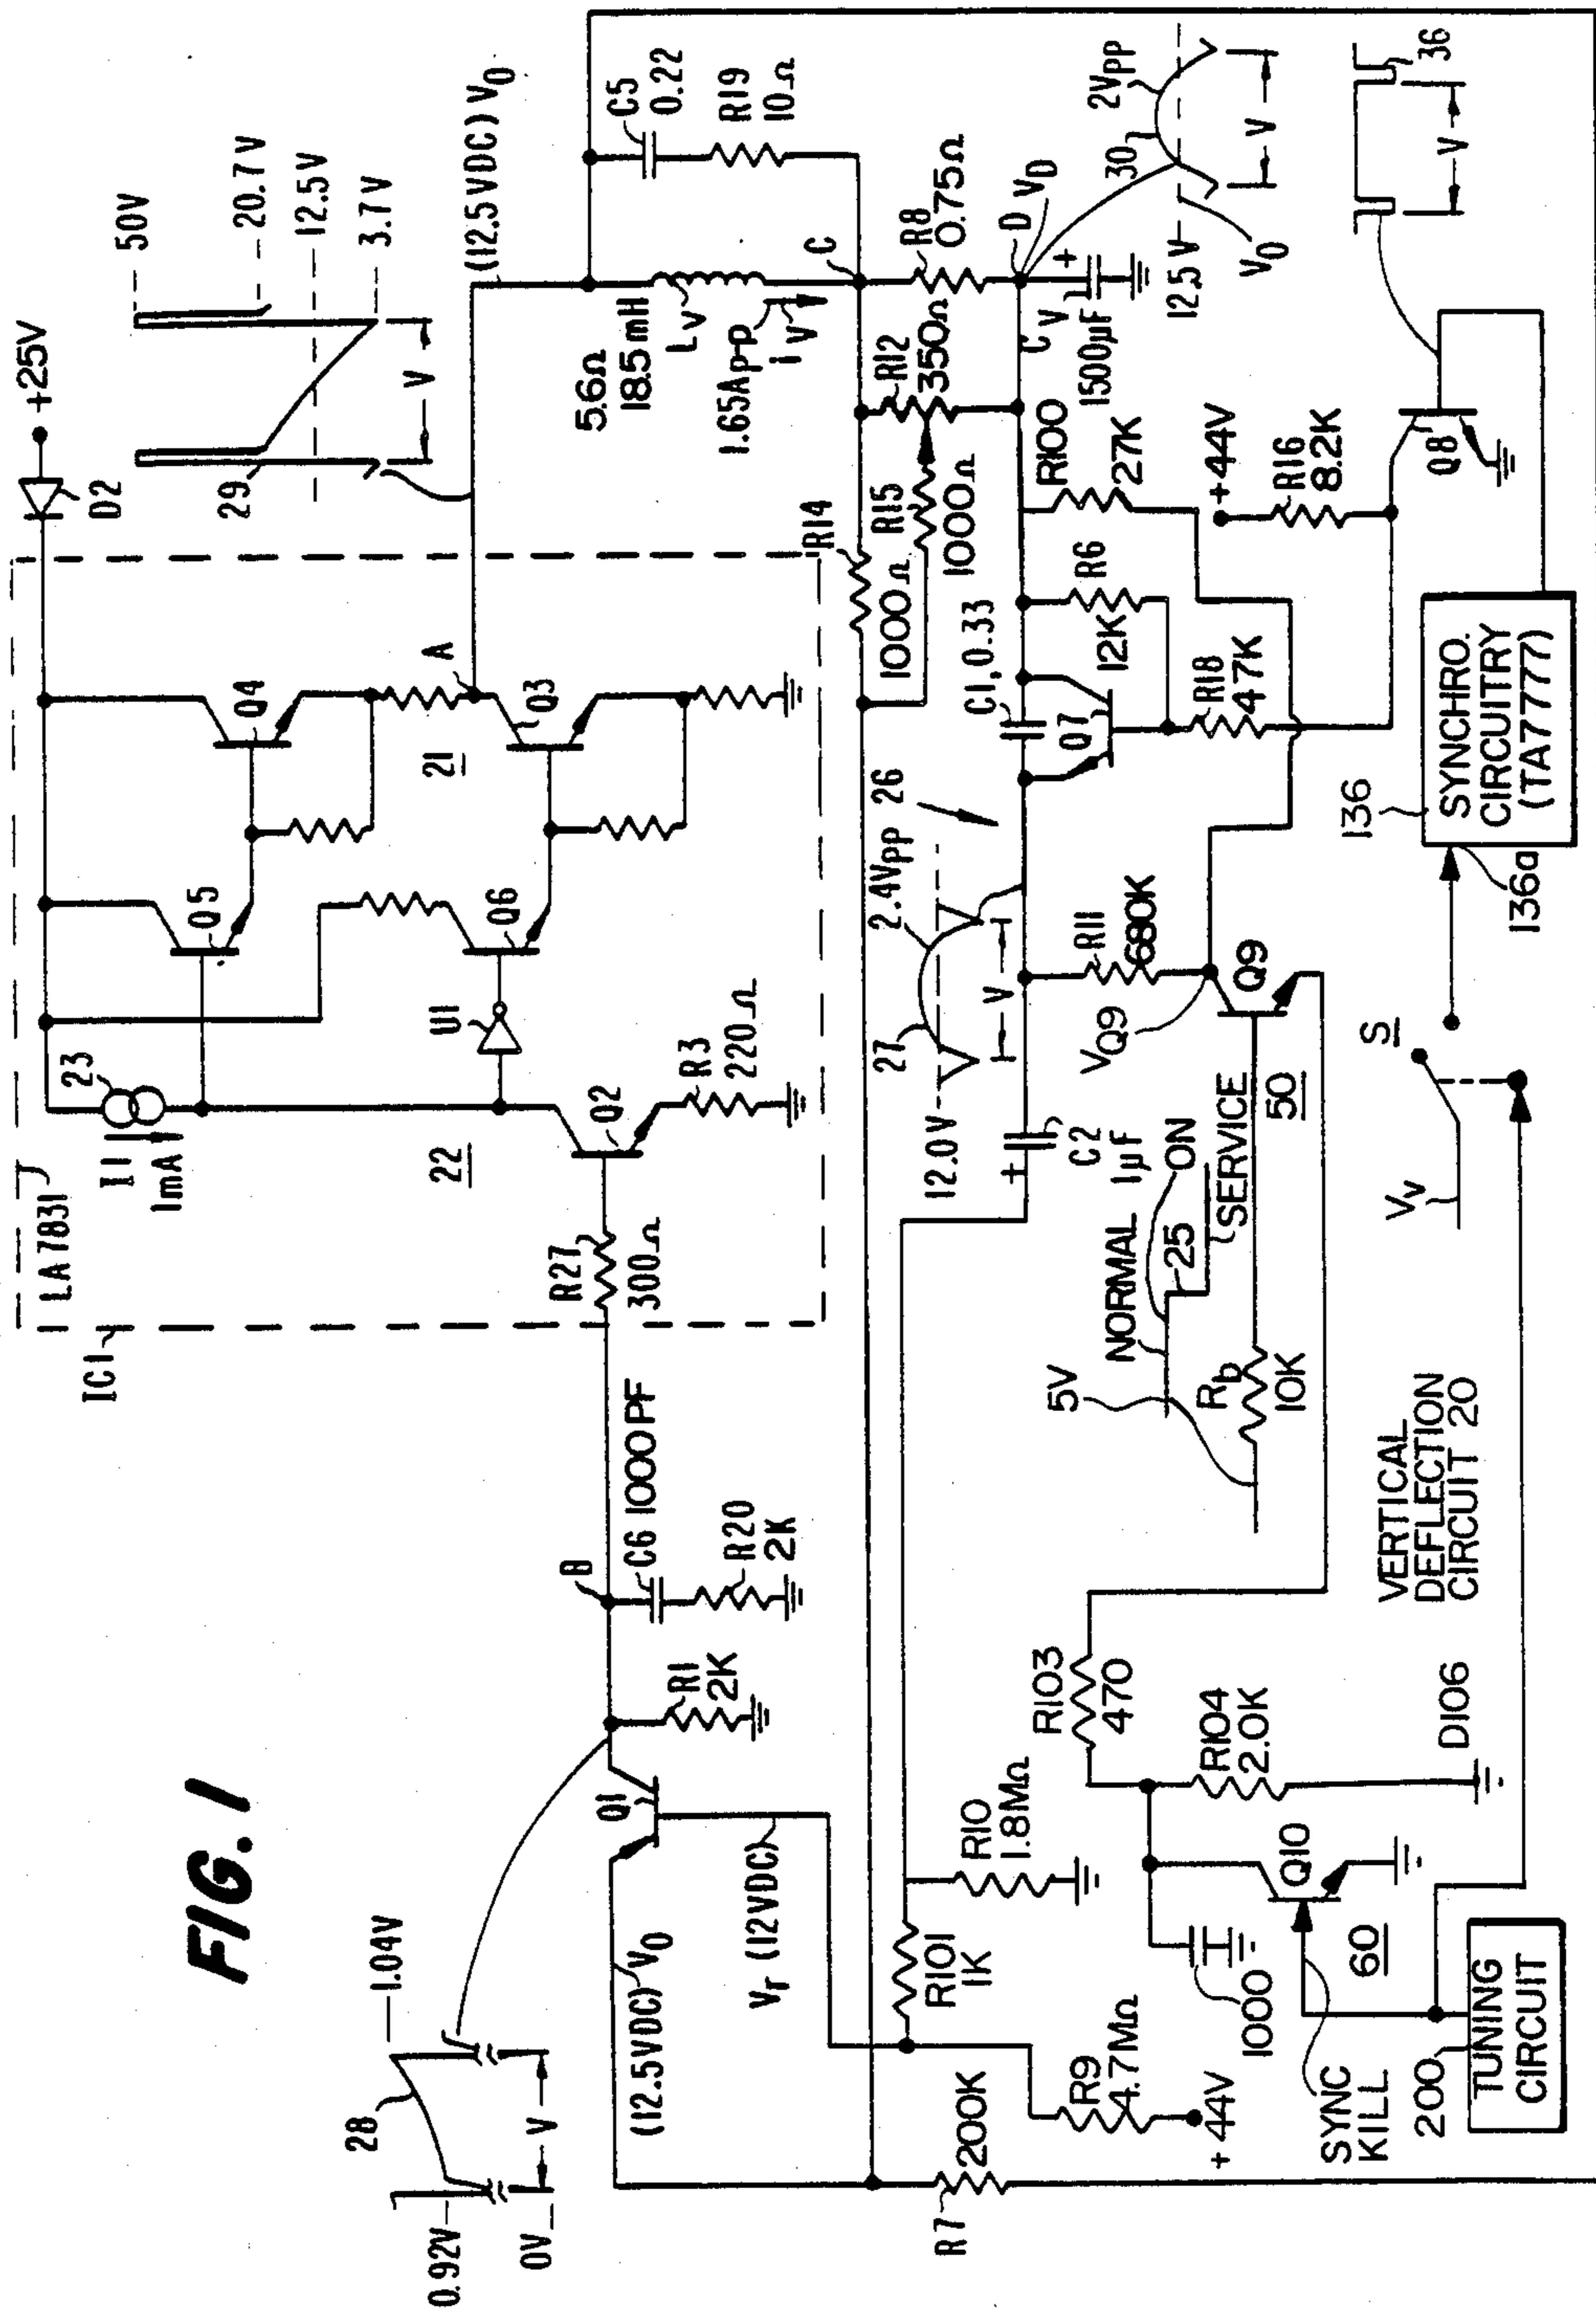 FIG. 1
28
1.04V
0.92V
0V
V
IC1
LA7831
I1
1mA
23
22
U1
Q5
Q6
Q4
21
A
Q3
Q2
R3
220Ω
R27
300Ω
D2
+25V
29
50V
20.7V
12.5V
3.7V
V
(12.5VDC) V0
C5
0.22
R19
10Ω
5.6Ω
18.5mH
LV
1.65APP
iV
C
R8
0.75Ω
D
VD
R12
350Ω
CV
1500µF
+
12.5V
V0
30
2VPP
V
36
V
R14
1000Ω
R15
1000Ω
R100
27K
R6
12K
C1, 0.33
Q7
R18
47K
+44V
R16
8.2K
Q8
SYNCHRO.
CIRCUITRY
(TA7777)
136
136a
26
2.4VPP
27
12.0V
V
C2
1µF
+
R11
680K
VQ9
Q9
50
SERVICE
NORMAL
ON
25
5V
Rb
10K
S
VV
VERTICAL
DEFLECTION
CIRCUIT 20
B
C6 1000PF
R20
2K
R1
2K
Q1
(12.5VDC) V0
Vr (12VDC)
R10
1.8MΩ
R101
1K
R9
4.7MΩ
+44V
R7
200K
R103
470
R104
2.0K
D106
Q10
60
1000
SYNC
KILL
200
TUNING
CIRCUIT